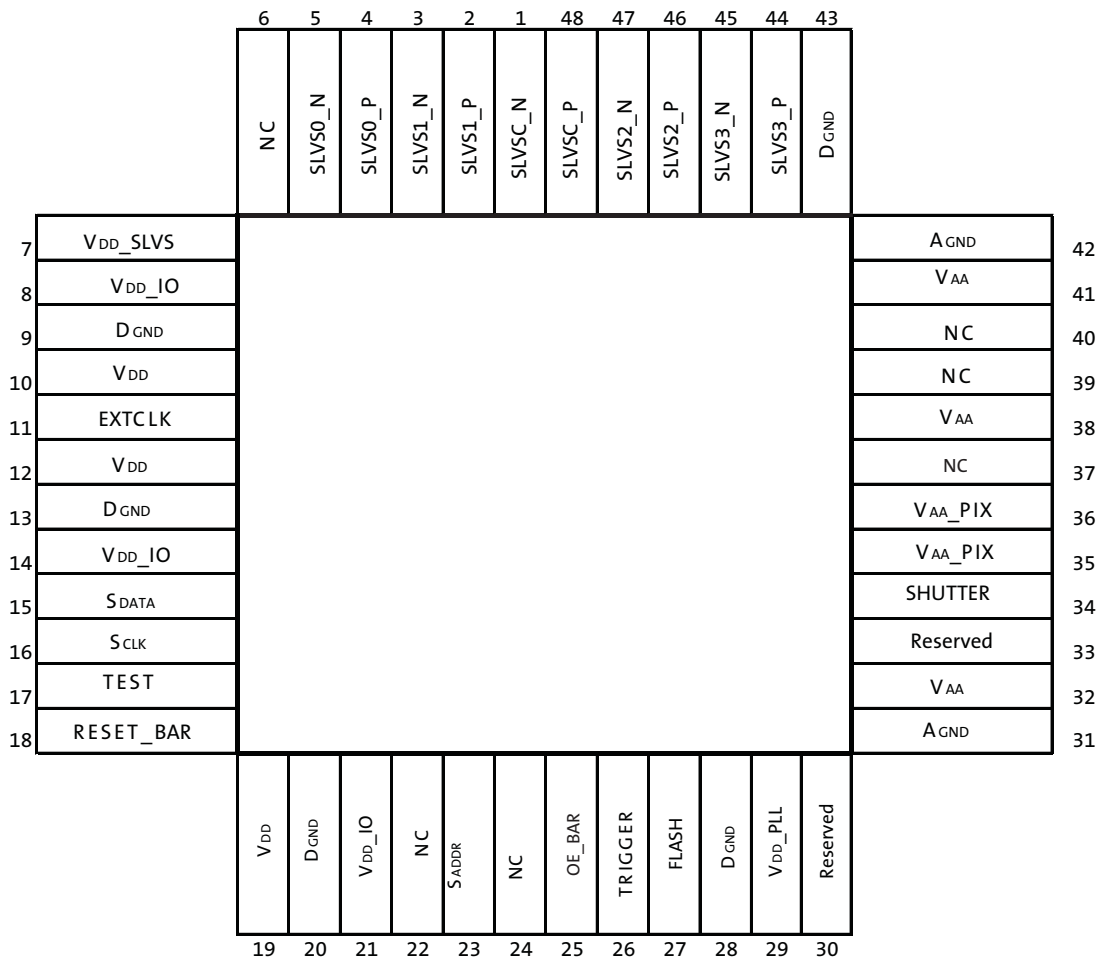 6 5 4 3 2 1 48 47 46 45 44 43
NC
SLVS0_N
SLVS0_P
SLVS1_N
SLVS1_P
SLVSC_N
SLVSC_P
SLVS2_N
SLVS2_P
SLVS3_N
SLVS3_P
DGND
7 VDD_SLVS
8 VDD_IO
9 DGND
10 VDD
11 EXTCLK
12 VDD
13 DGND
14 VDD_IO
15 SDATA
16 SCLK
17 TEST
18 RESET_BAR
AGND 42
VAA 41
NC 40
NC 39
VAA 38
NC 37
VAA_PIX 36
VAA_PIX 35
SHUTTER 34
Reserved 33
VAA 32
AGND 31
VDD
DGND
VDD_IO
NC
SADDR
NC
OE_BAR
TRIGGER
FLASH
DGND
VDD_PLL
Reserved
19 20 21 22 23 24 25 26 27 28 29 30